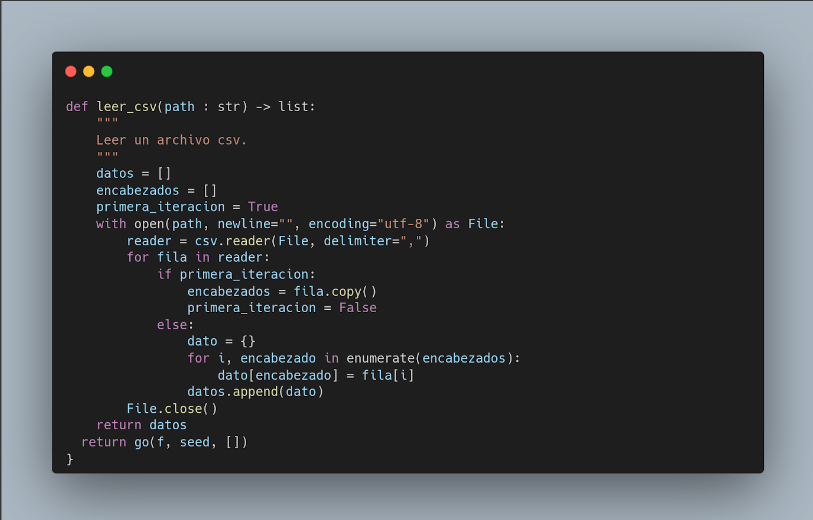 def leer_csv(path : str) -> list:
    """
    Leer un archivo csv.
    """
    datos = []
    encabezados = []
    primera_iteracion = True
    with open(path, newline="", encoding="utf-8") as File:
        reader = csv.reader(File, delimiter=",")
        for fila in reader:
            if primera_iteracion:
                encabezados = fila.copy()
                primera_iteracion = False
            else:
                dato = {}
                for i, encabezado in enumerate(encabezados):
                    dato[encabezado] = fila[i]
                datos.append(dato)
        File.close()
    return datos
  return go(f, seed, [])
}